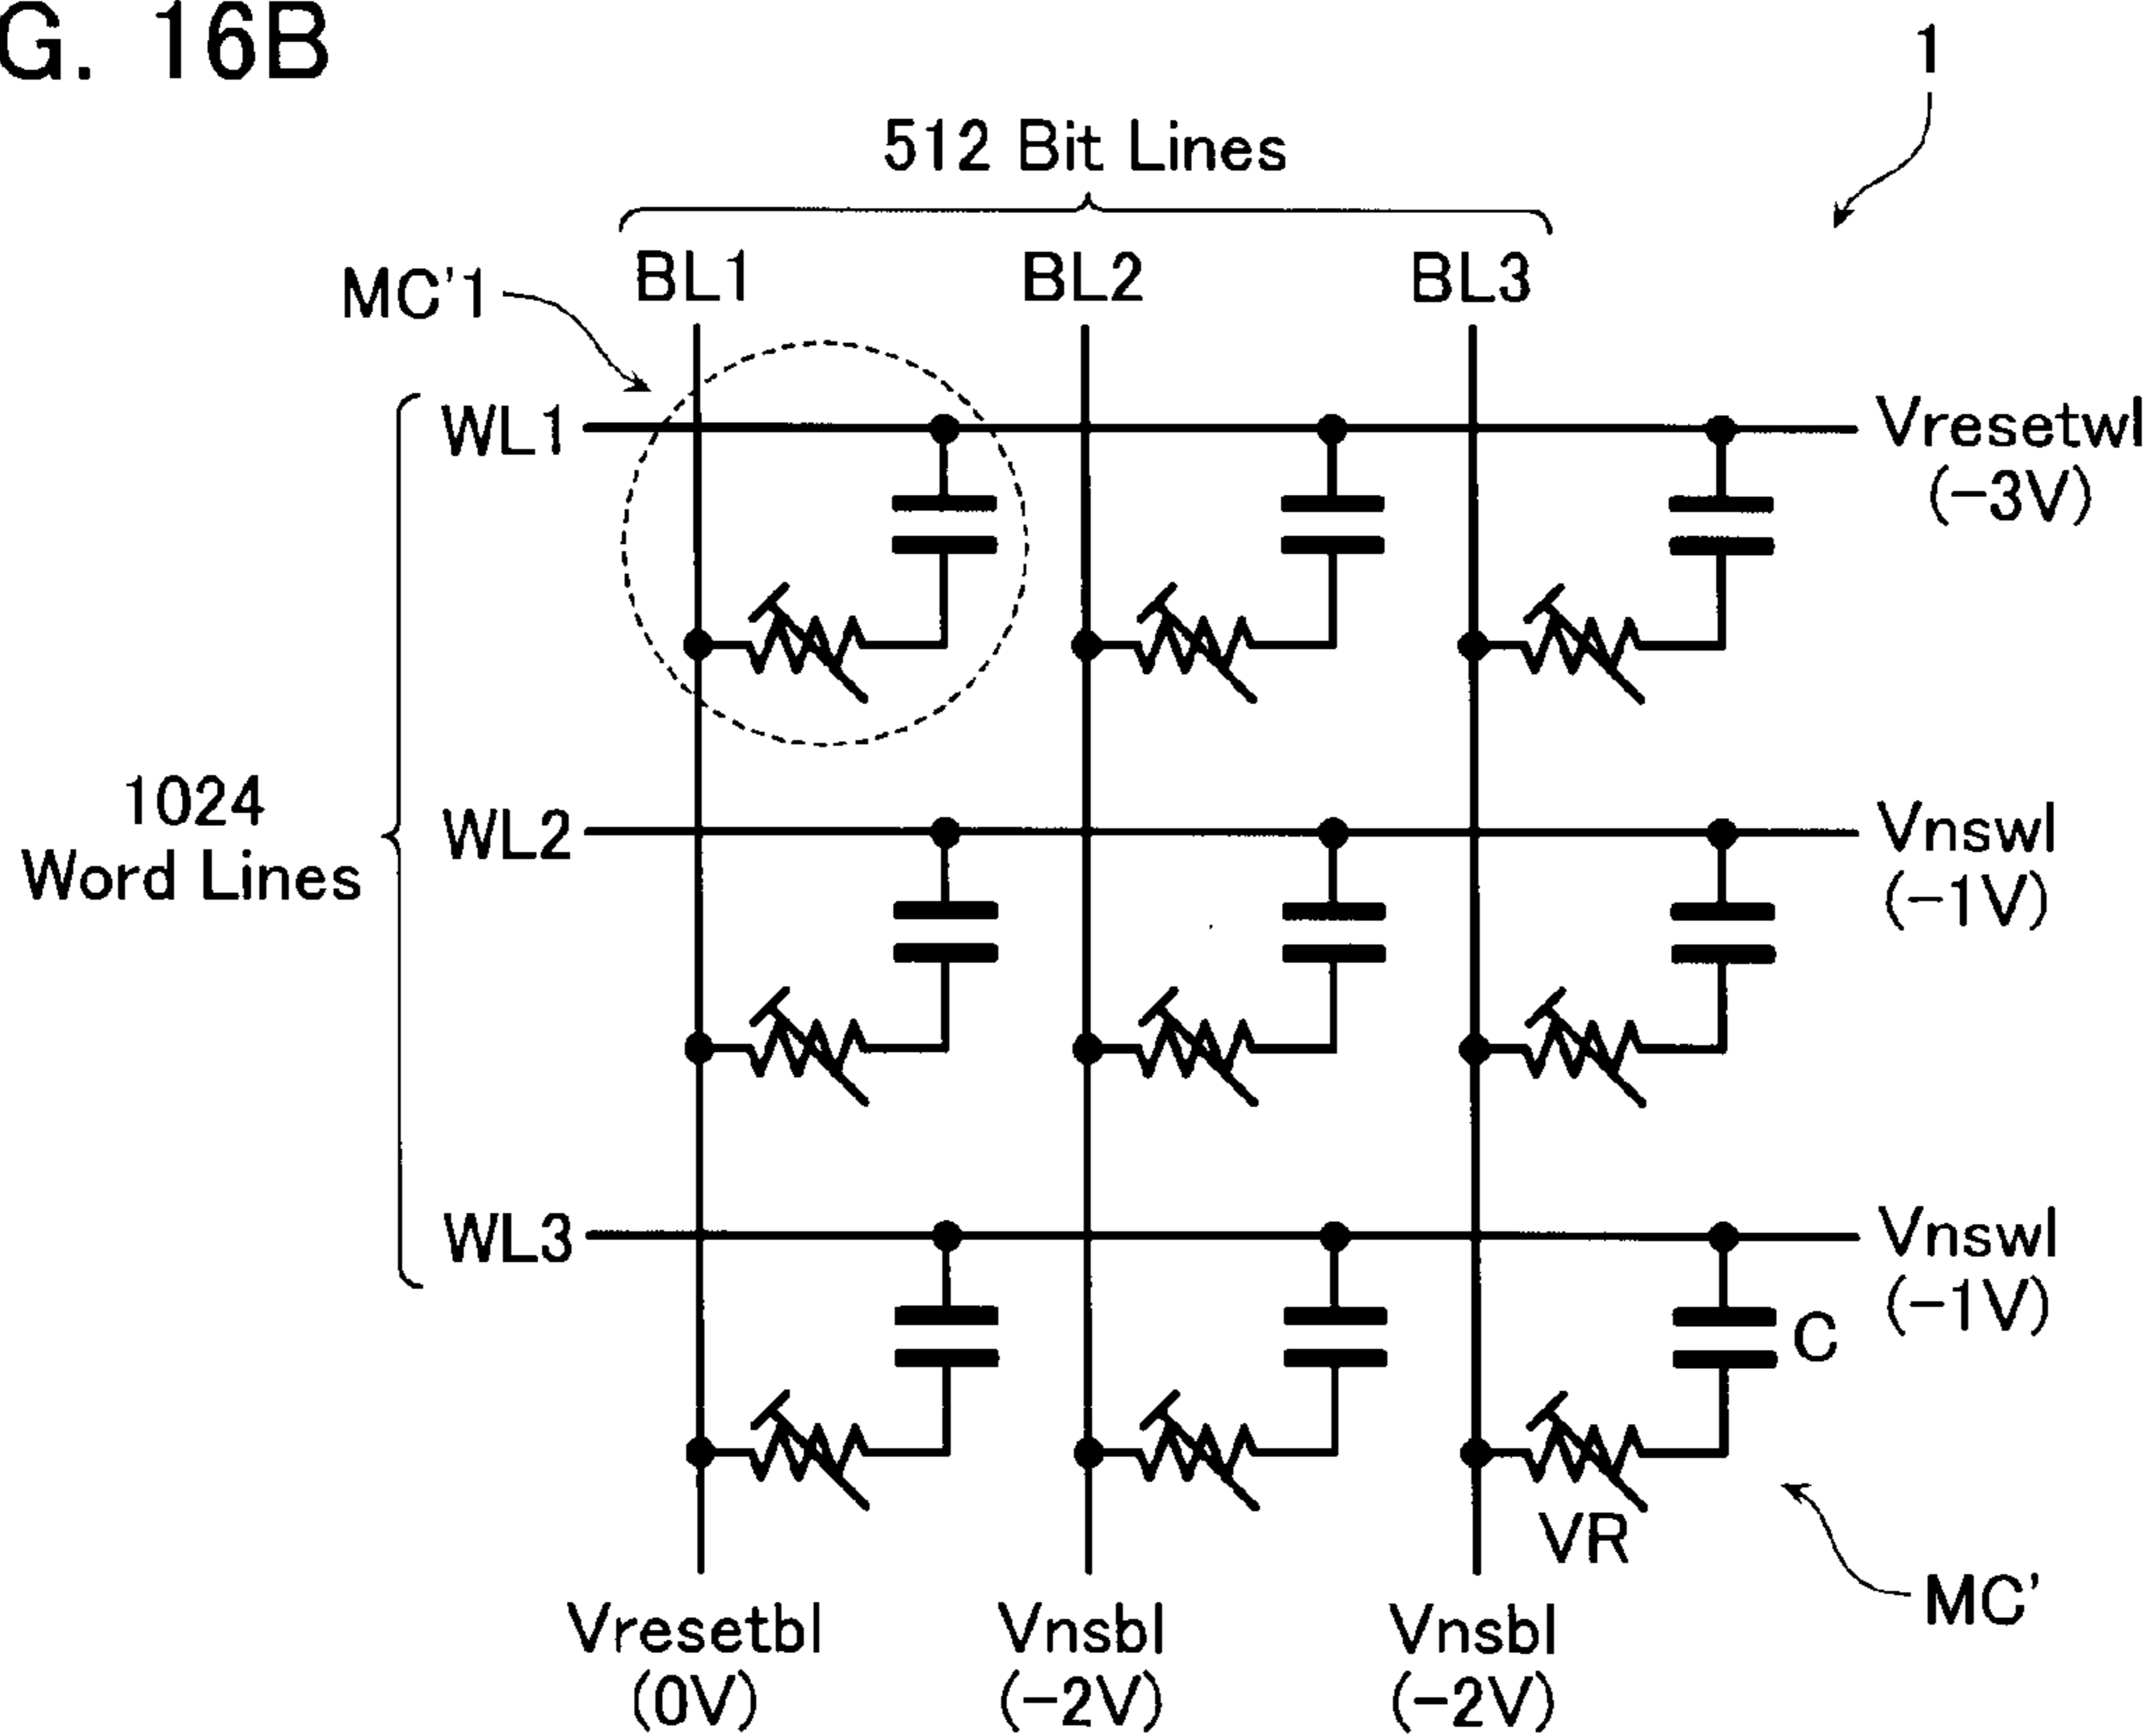 G. 16B
1
512 Bit Lines
BL1 BL2 BL3
MC'1
WL1
Vresetwl
(-3V)
1024
Word Lines
WL2
Vnswl
(-1V)
WL3
Vnswl
(-1V)
C
VR
MC'
Vresetbl Vnsbl Vnsbl
(0V) (-2V) (-2V)